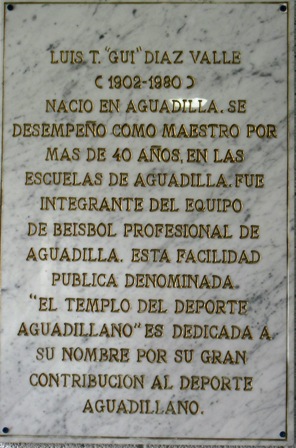 LUIS T. "GUI" DIAZ VALLE
(1902-1980)
NACIO EN AGUADILLA. SE
DESEMPEÑO COMO MAESTRO POR
MAS DE 40 AÑOS, EN LAS
ESCUELAS DE AGUADILLA. FUE
INTEGRANTE DEL EQUIPO
DE BEISBOL PROFESIONAL DE
AGUADILLA. ESTA FACILIDAD
PUBLICA DENOMINADA.
"EL TEMPLO DEL DEPORTE
AGUADILLANO" ES DEDICADA A
SU NOMBRE POR SU GRAN
CONTRIBUCION AL DEPORTE
AGUADILLANO.